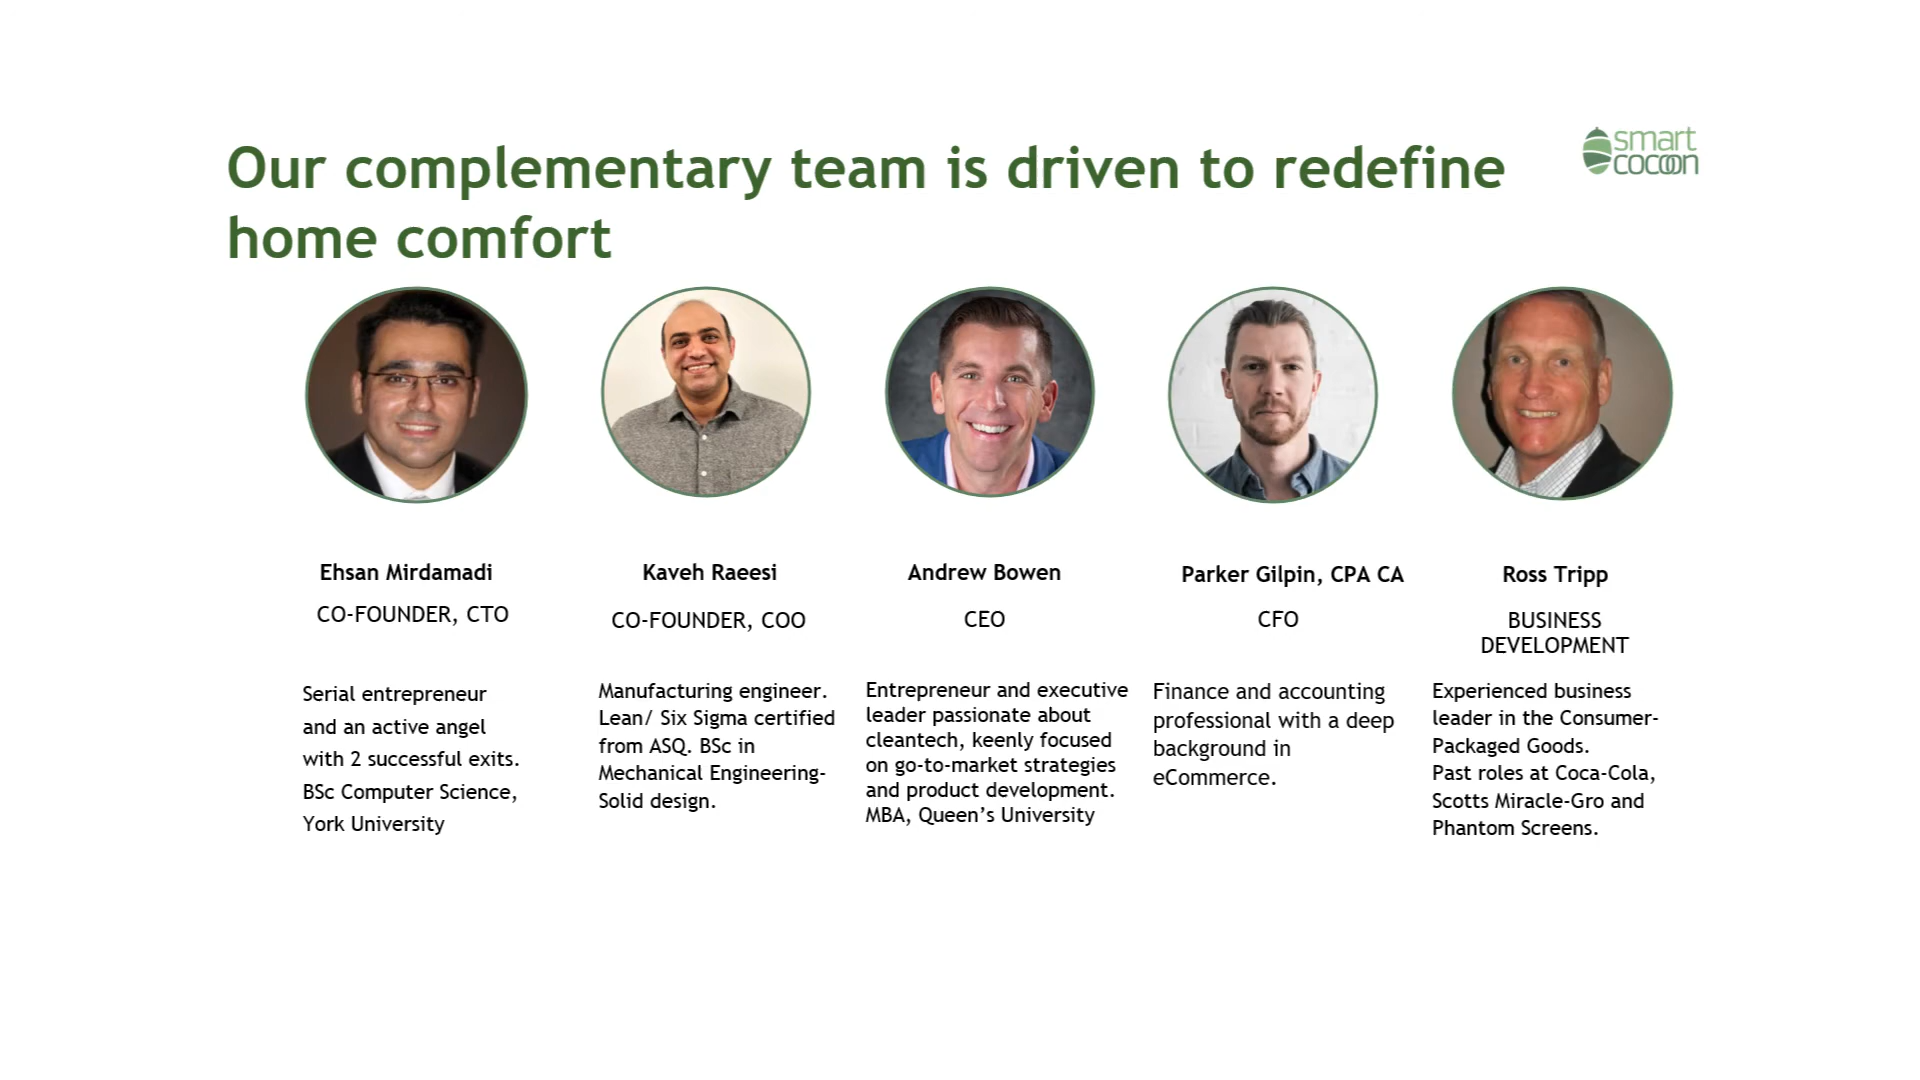 Our complementary team is driven to redefine
home comfort
smart
cocoon
Ehsan Mirdamadi
CO-FOUNDER, CTO
Serial entrepreneur
and an active angel
with 2 successful exits.
BSc Computer Science,
York University
Kaveh Raeesi
CO-FOUNDER, COO
Manufacturing engineer.
Lean/ Six Sigma certified
from ASQ. BSc in
Mechanical Engineering-
Solid design.
Andrew Bowen
CEO
Entrepreneur and executive
leader passionate about
cleantech, keenly focused
on go-to-market strategies
and product development.
MBA, Queen’s University
Parker Gilpin, CPA CA
CFO
Finance and accounting
professional with a deep
background in
eCommerce.
Ross Tripp
BUSINESS
DEVELOPMENT
Experienced business
leader in the Consumer-
Packaged Goods.
Past roles at Coca-Cola,
Scotts Miracle-Gro and
Phantom Screens.